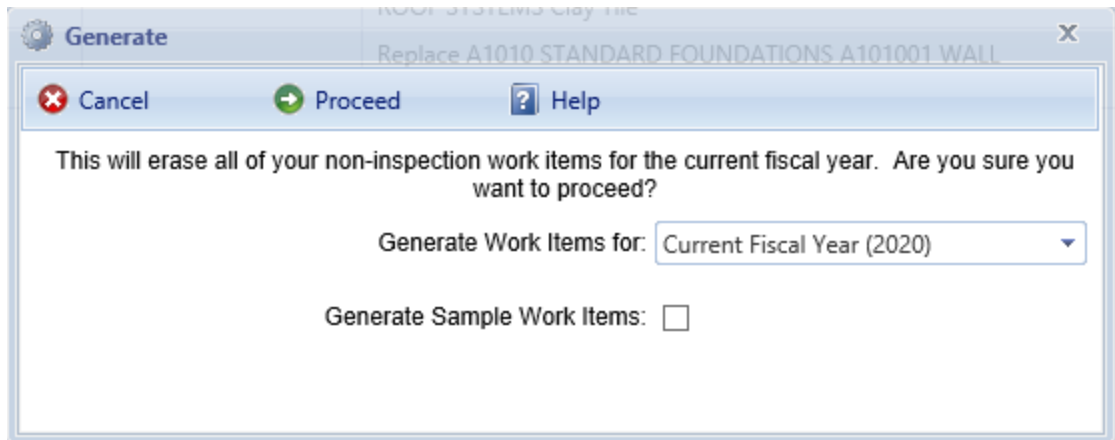 ROOF SYSTEMS Clay Tile
Generate
x
Replace A1010 STANDARD FOUNDATIONS A101001 WALL
Cancel Proceed ? Help
This will erase all of your non-inspection work items for the current fiscal year. Are you sure you
want to proceed?
Generate Work Items for: Current Fiscal Year (2020)
Generate Sample Work Items: